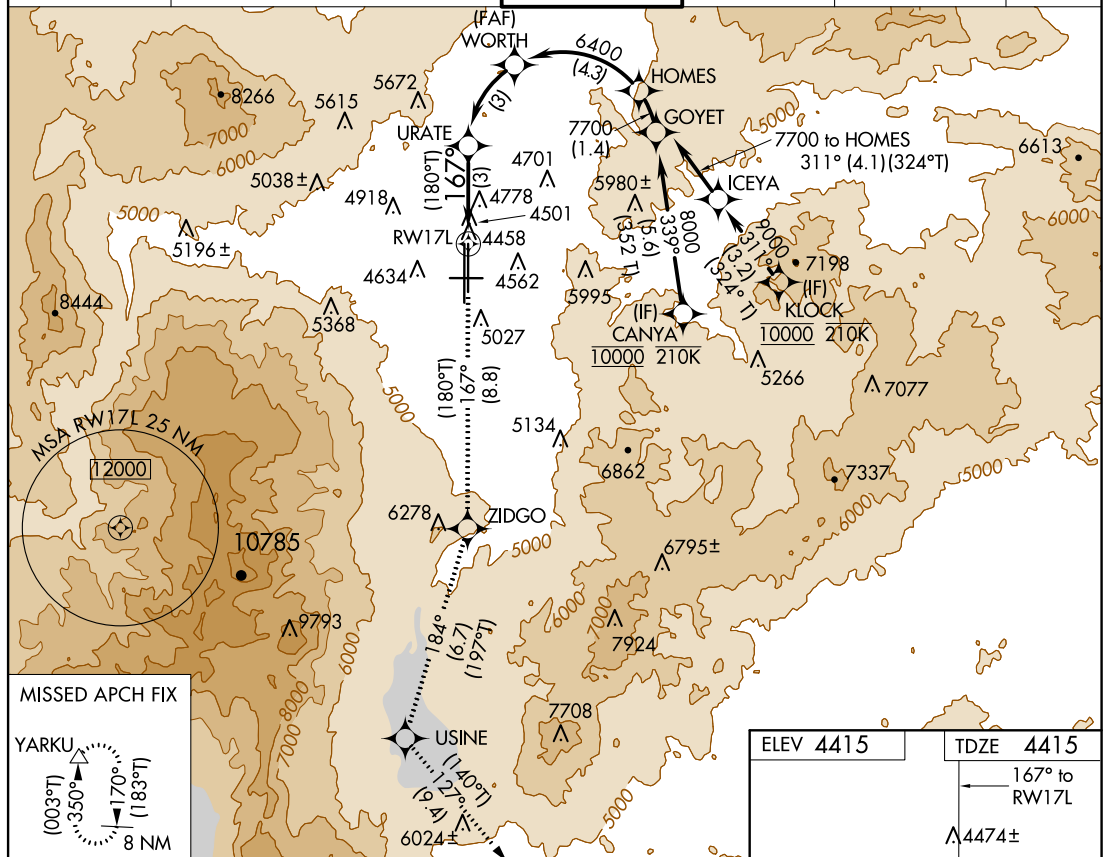 (FAF)
WORTH
6400
(4.3)
HOMES
5672
8266
5615
7000
6000
(3)
URATE
7700
(1.4)
GOYET
5000
7700 to HOMES
311° (4.1)(324°T)
6613
(180°T)
167°
(3)
4701
5038±
4918
4778
4501
5980±
ICEYA
6000
5000
5196±
RW17L
4458
4634
4562
8000
339°
(5.6)
(352°T)
9000
311°
(3.2)
(324°T)
7198
(IF)
KLOCK
10000 210K
8444
5368
5995
5027
(IF)
CANYA
10000 210K
5266
7077
(180°T)
167°
(8.8)
5000
MSA RW17L 25 NM
12000
5134
6862
7337
5000
6000
6278
ZIDGO
5000
10785
6795±
9793
6000
7000
7924
184°
(6.7)
(197°T)
6000
8000
7000
7708
USINE
(140°T)
127°
(9.4)
6024±
5000
MISSED APCH FIX
YARKU
(003°T)
350°
170°
(183°T)
8 NM
ELEV 4415
TDZE 4415
167° to
RW17L
4474±